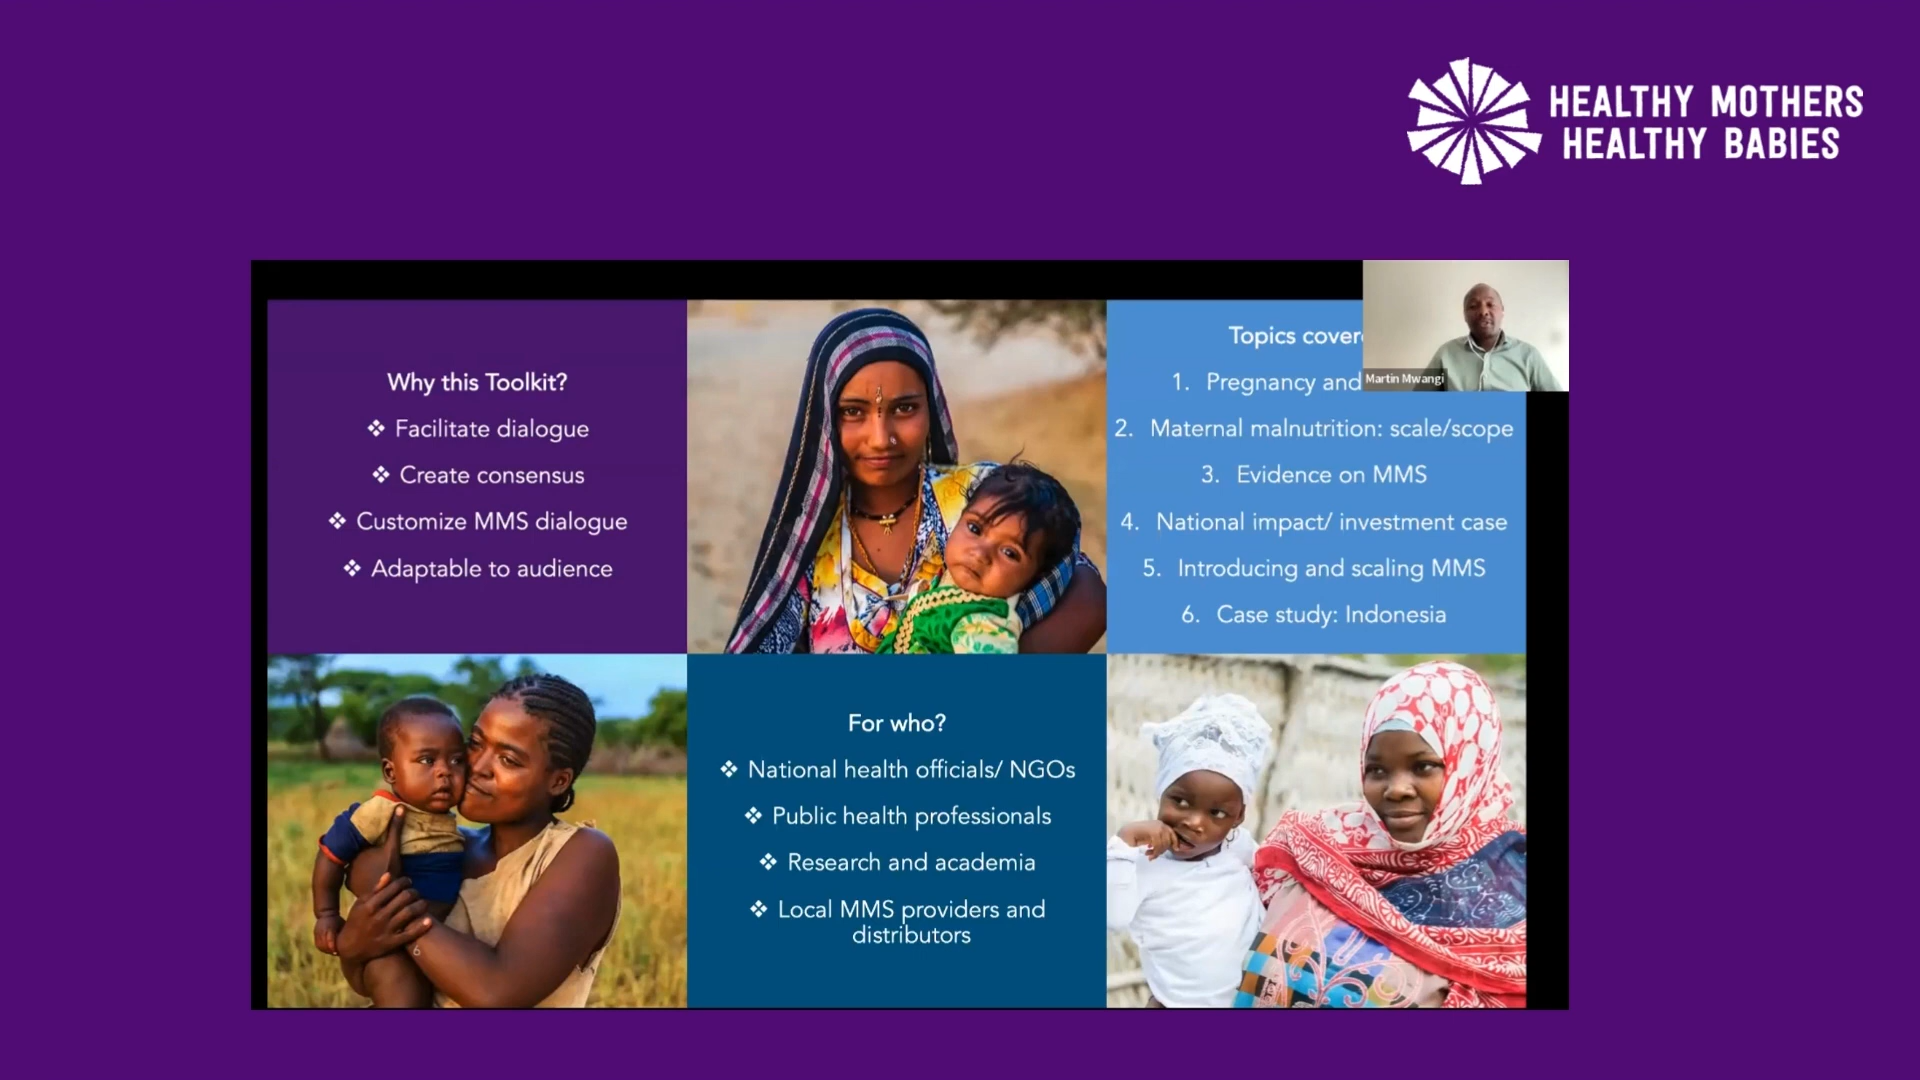 HEALTHY MOTHERS
HEALTHY BABIES
Why this Toolkit?
❖ Facilitate dialogue
❖ Create consensus
❖ Customize MMS dialogue
❖ Adaptable to audience
Topics
1. Pregnancy and
2. Maternal malnutrition: scale/scope
3. Evidence on MMS
4. National impact/ investment case
5. Introducing and scaling MMS
6. Case study: Indonesia
Martin Mwangi
For who?
❖ National health officials/ NGOs
❖ Public health professionals
❖ Research and academia
❖ Local MMS providers and
distributors